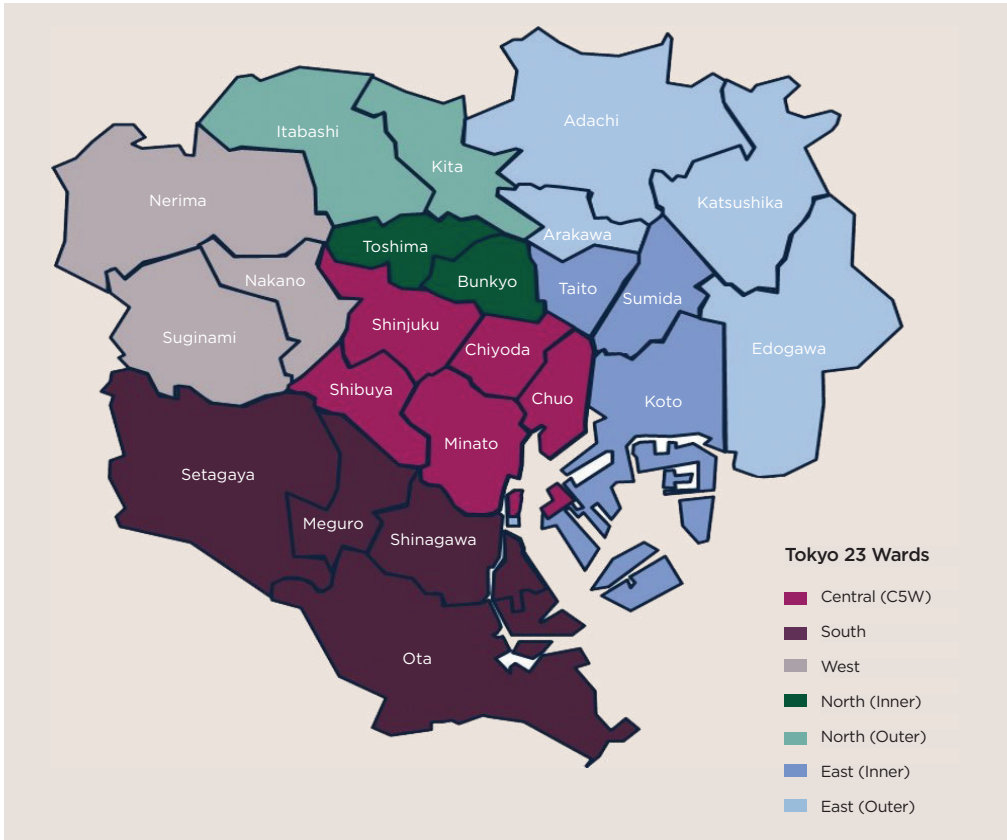 Adachi
Itabashi
Kita
Nerima
Katsushika
Arakawa
Toshima
Bunkyo
Nakano
Taito
Sumida
Shinjuku
Suginami
Chiyoda
Edogawa
Shibuya
Chuo
Koto
Minato
Setagaya
Meguro
Shinagawa
Ota
Tokyo 23 Wards
Central (C5W)
South
West
North (Inner)
North (Outer)
East (Inner)
East (Outer)